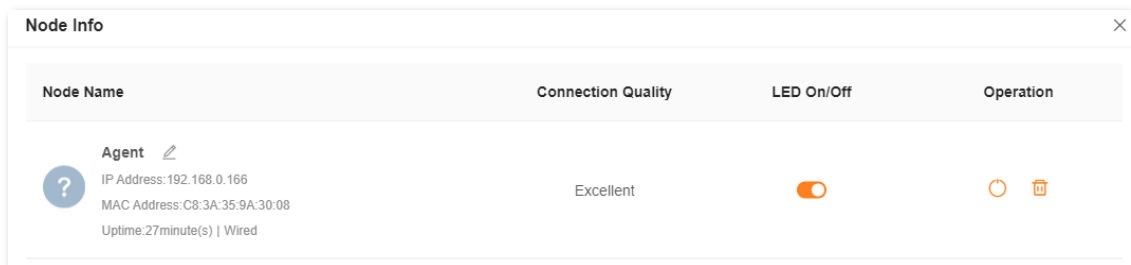 Node Info
Node Name Connection Quality LED On/Off Operation
Agent
IP Address:192.168.0.166
MAC Address:C8:3A:35:9A:30:08
Uptime:27minute(s) | Wired
Excellent
?